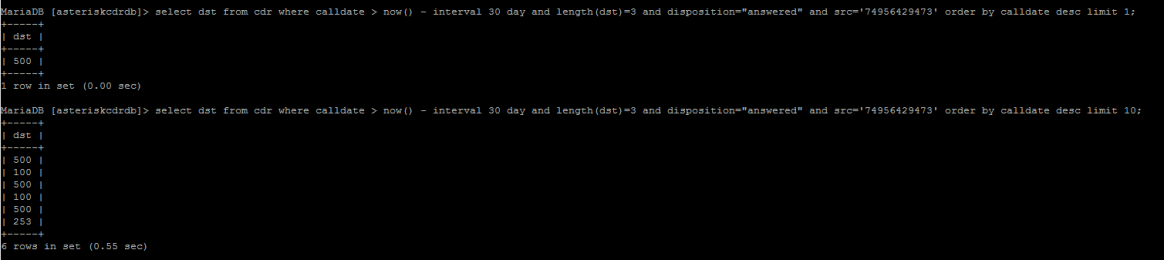 MariaDB [asteriskcdrdb]> select dst from cdr where calldate > now() - interval 30 day and length(dst)=3 and disposition="answered" and src='74956429473' order by calldate desc limit 1;
+-----+
| dst |
+-----+
| 500 |
+-----+
1 row in set (0.00 sec)
MariaDB [asteriskcdrdb]> select dst from cdr where calldate > now() - interval 30 day and length(dst)=3 and disposition="answered" and src='74956429473' order by calldate desc limit 10;
+-----+
| dst |
+-----+
| 500 |
| 100 |
| 500 |
| 100 |
| 500 |
| 253 |
+-----+
6 rows in set (0.55 sec)